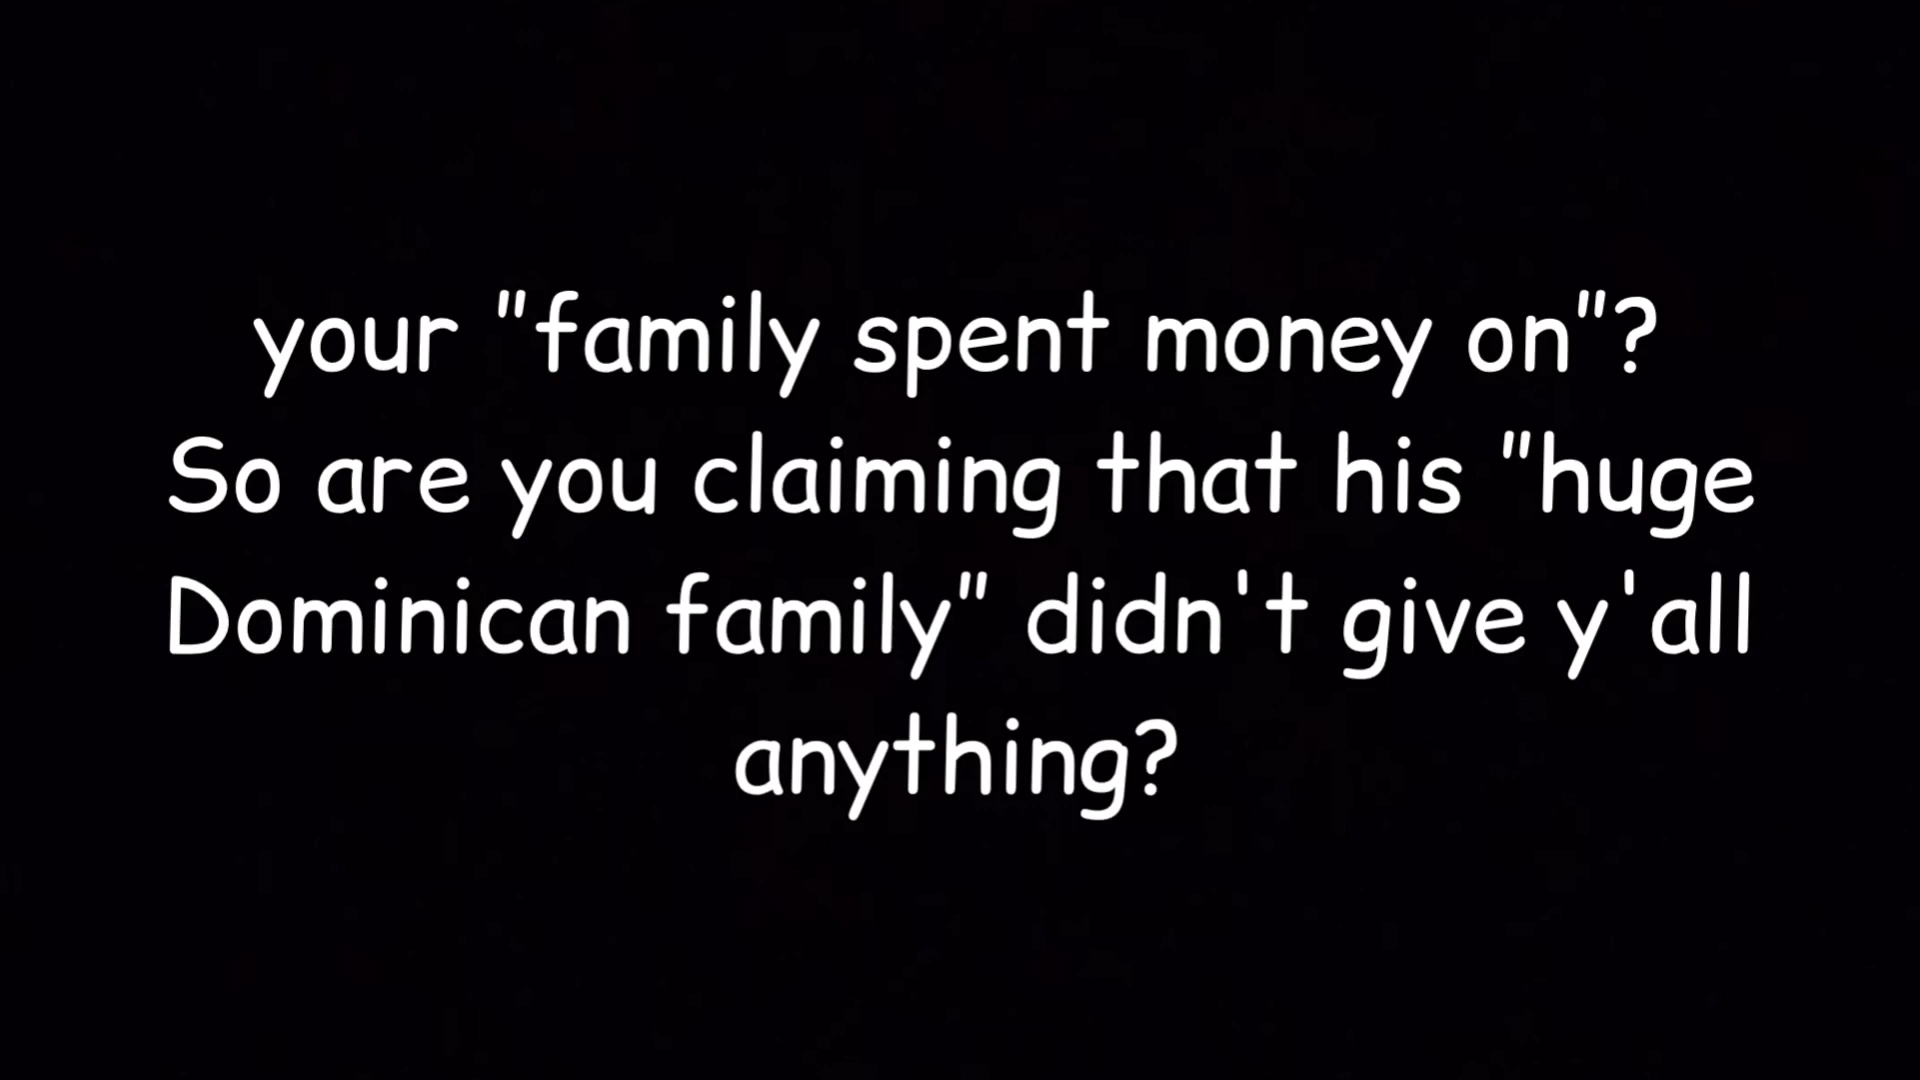 your "family spent money on"?
So are you claiming that his "huge
Dominican family" didn't give y'all
anything?